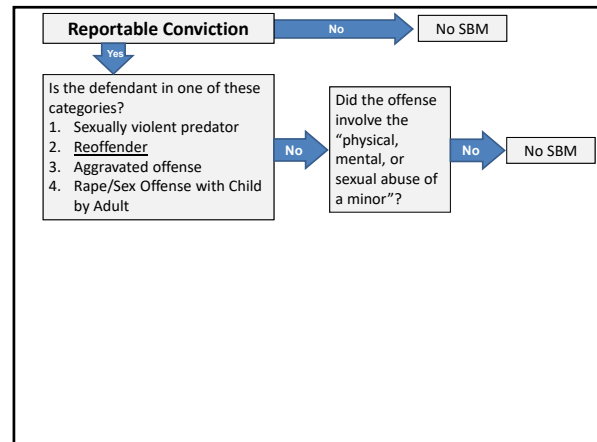 Reportable Conviction
No
No SBM
Yes
Is the defendant in one of these
categories?
1. Sexually violent predator
2. Reoffender
3. Aggravated offense
4. Rape/Sex Offense with Child
by Adult
No
Did the offense
involve the
“physical,
mental, or
sexual abuse of
a minor”?
No
No SBM